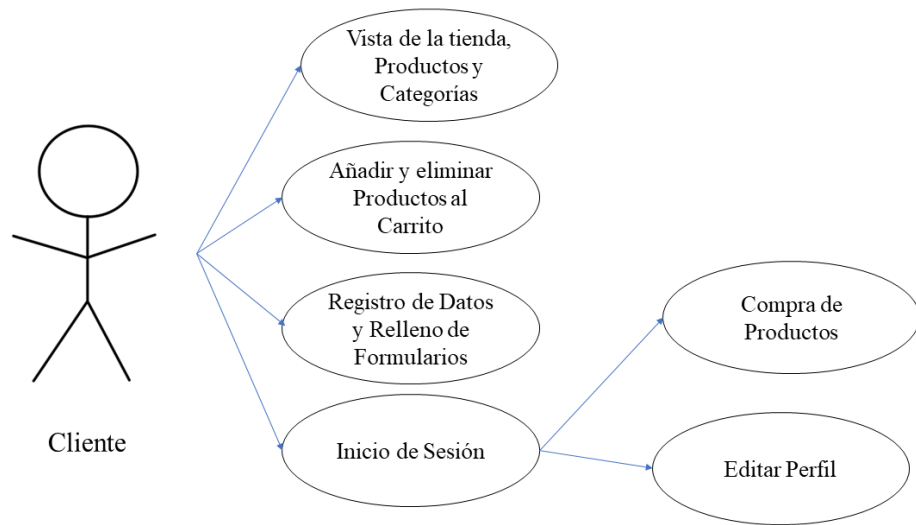 Vista de la tienda,
Productos y
Categorías
Añadir y eliminar
Productos al
Carrito
Registro de Datos
y Relleno de
Formularios
Compra de
Productos
Cliente
Inicio de Sesión
Editar Perfil